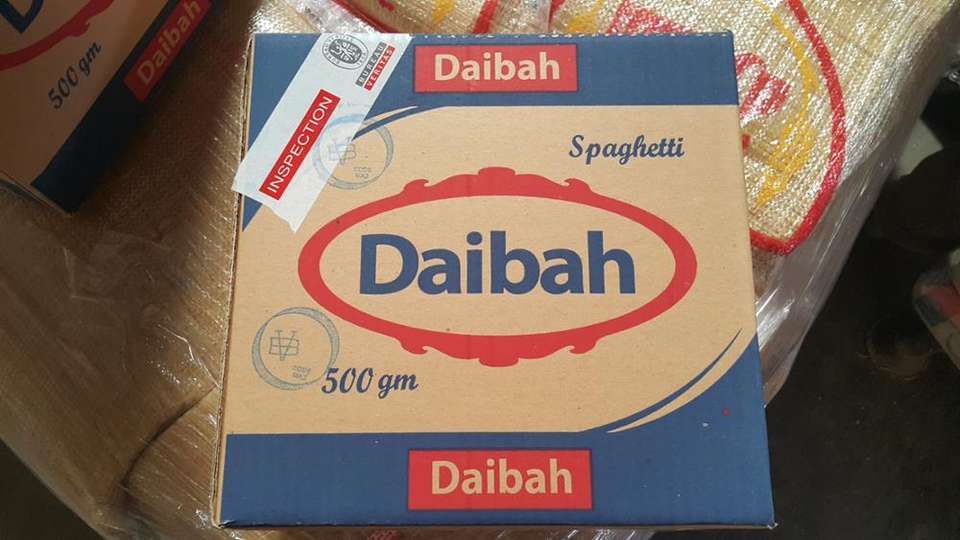 500 gm
Daibah
BUREAU
VERITAS
INSPECTION
Daibah
Spaghetti
Daibah
500 gm
Daibah